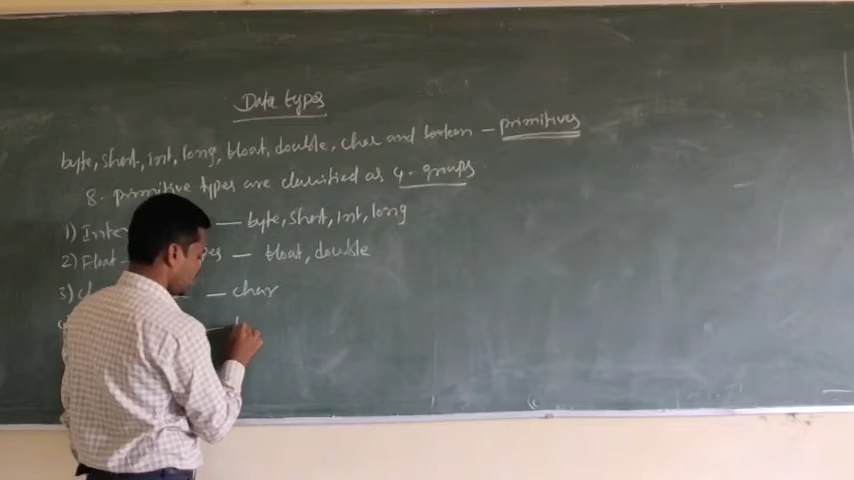 Data types
byte, short, int, long, float, double, char and boolean – primitives
8 - primitive types are classified as 4 - groups
1) — byte, short, int, long
2) Float — float, double
3) — char